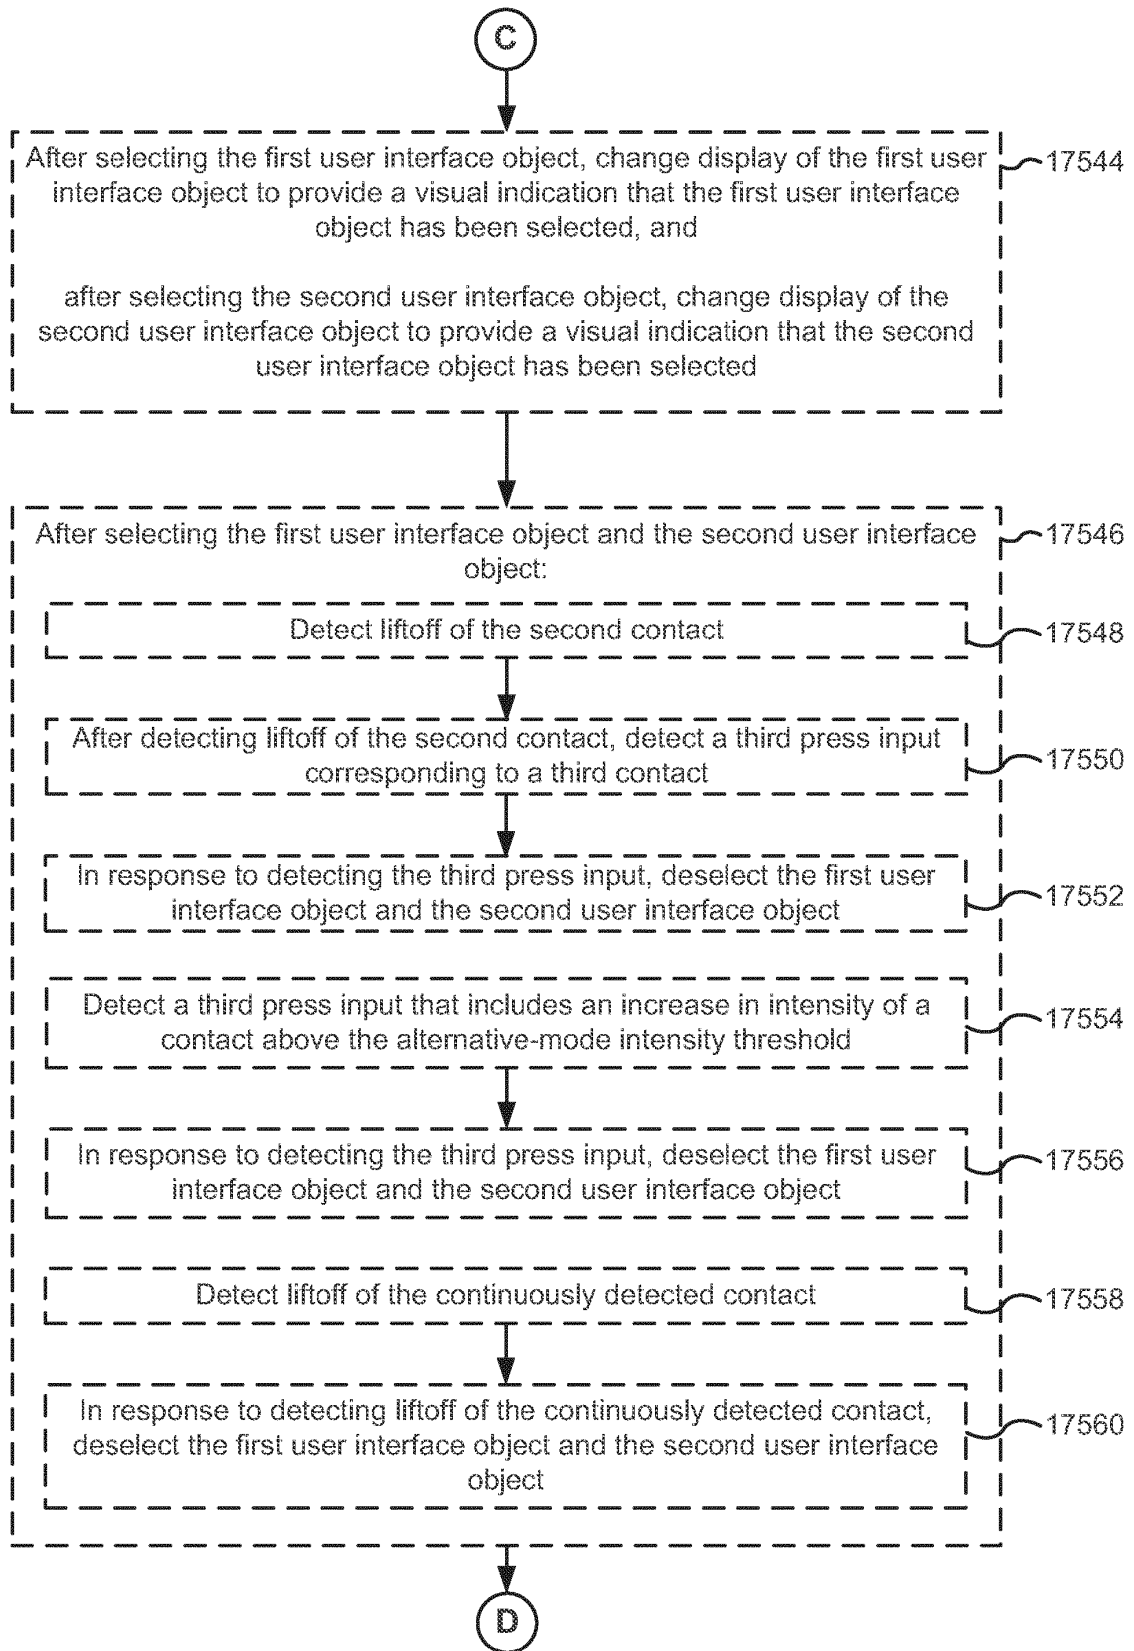 C
After selecting the first user interface object, change display of the first user
interface object to provide a visual indication that the first user interface
object has been selected, and
17544
after selecting the second user interface object, change display of the
second user interface object to provide a visual indication that the second
user interface object has been selected
After selecting the first user interface object and the second user interface
object:
17546
Detect liftoff of the second contact
17548
After detecting liftoff of the second contact, detect a third press input
corresponding to a third contact
17550
In response to detecting the third press input, deselect the first user
interface object and the second user interface object
17552
Detect a third press input that includes an increase in intensity of a
contact above the alternative-mode intensity threshold
17554
In response to detecting the third press input, deselect the first user
interface object and the second user interface object
17556
Detect liftoff of the continuously detected contact
17558
In response to detecting liftoff of the continuously detected contact,
deselect the first user interface object and the second user interface
object
17560
D